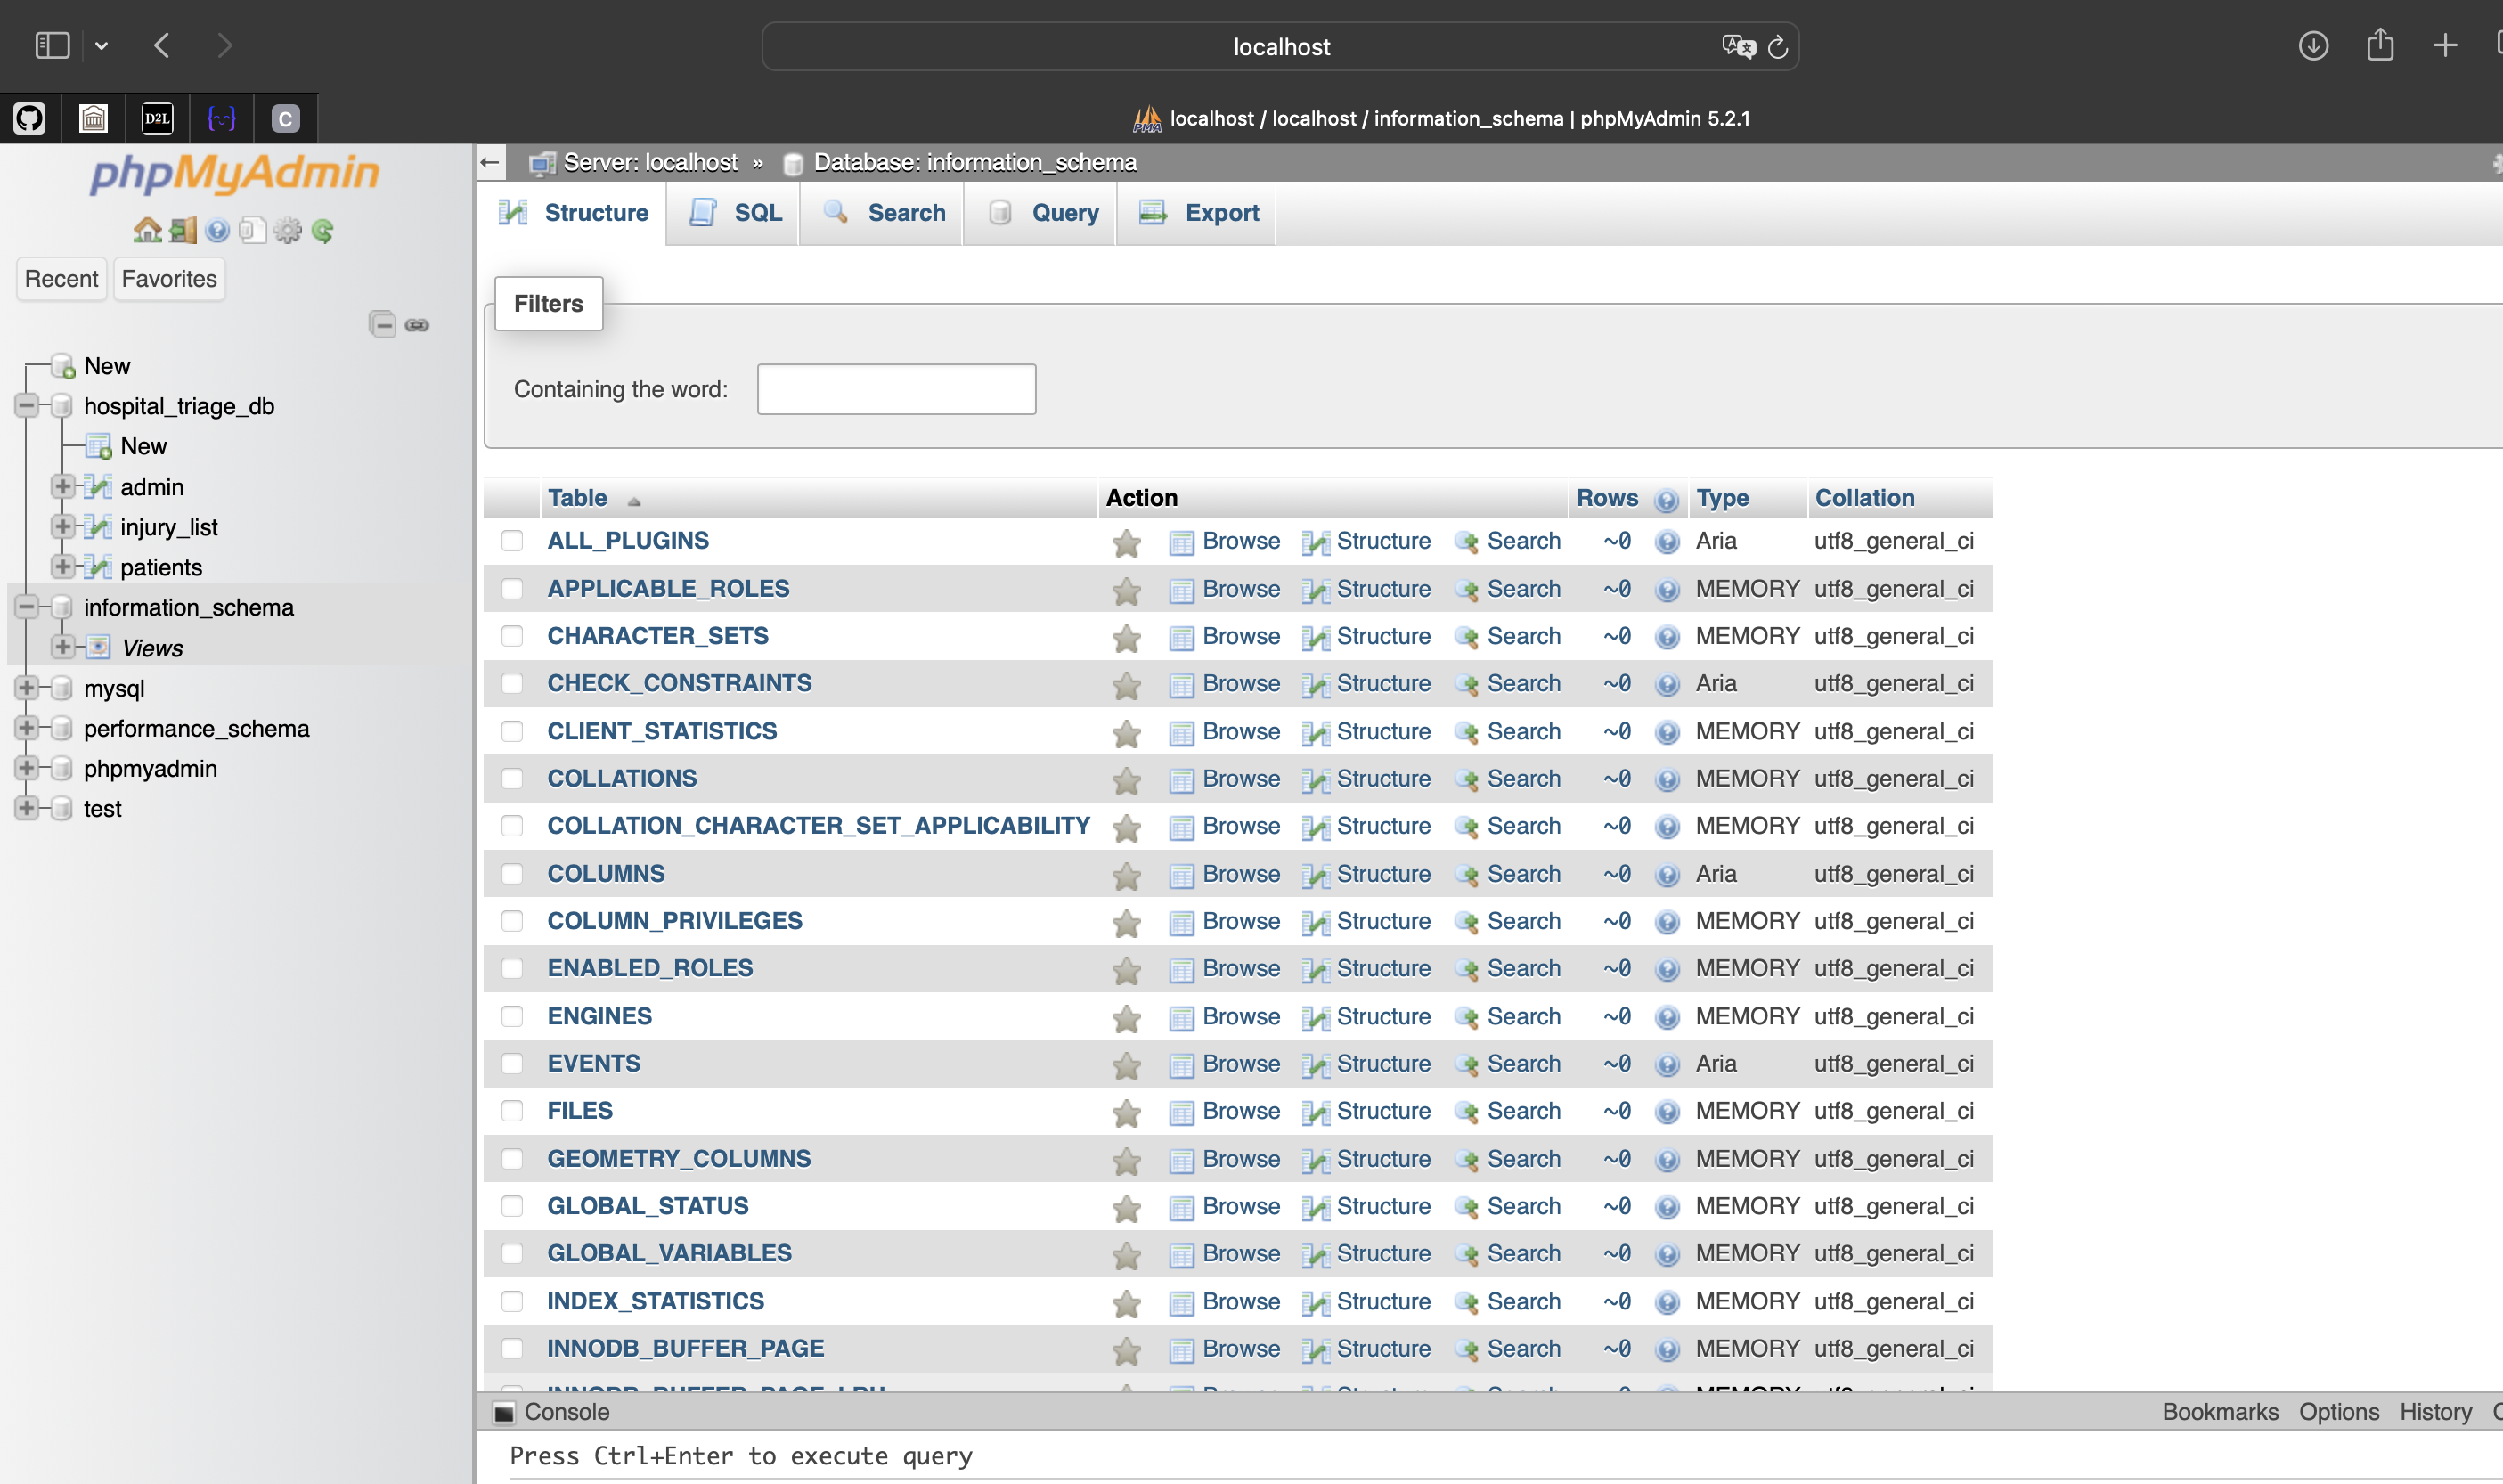 localhost
D2L
{~~}
C
PMA
localhost / localhost / information_schema | phpMyAdmin 5.2.1
phpMyAdmin
Recent Favorites
New
hospital_triage_db
New
admin
injury_list
patients
information_schema
Views
mysql
performance_schema
phpmyadmin
test
Server: localhost » Database: information_schema
Structure SQL Search Query Export
Filters
Containing the word:
Table Action Rows Type Collation
ALL_PLUGINS Browse Structure Search ~0 Aria utf8_general_ci
APPLICABLE_ROLES Browse Structure Search ~0 MEMORY utf8_general_ci
CHARACTER_SETS Browse Structure Search ~0 MEMORY utf8_general_ci
CHECK_CONSTRAINTS Browse Structure Search ~0 Aria utf8_general_ci
CLIENT_STATISTICS Browse Structure Search ~0 MEMORY utf8_general_ci
COLLATIONS Browse Structure Search ~0 MEMORY utf8_general_ci
COLLATION_CHARACTER_SET_APPLICABILITY Browse Structure Search ~0 MEMORY utf8_general_ci
COLUMNS Browse Structure Search ~0 Aria utf8_general_ci
COLUMN_PRIVILEGES Browse Structure Search ~0 MEMORY utf8_general_ci
ENABLED_ROLES Browse Structure Search ~0 MEMORY utf8_general_ci
ENGINES Browse Structure Search ~0 MEMORY utf8_general_ci
EVENTS Browse Structure Search ~0 Aria utf8_general_ci
FILES Browse Structure Search ~0 MEMORY utf8_general_ci
GEOMETRY_COLUMNS Browse Structure Search ~0 MEMORY utf8_general_ci
GLOBAL_STATUS Browse Structure Search ~0 MEMORY utf8_general_ci
GLOBAL_VARIABLES Browse Structure Search ~0 MEMORY utf8_general_ci
INDEX_STATISTICS Browse Structure Search ~0 MEMORY utf8_general_ci
INNODB_BUFFER_PAGE Browse Structure Search ~0 MEMORY utf8_general_ci
Console Bookmarks Options History
Press Ctrl+Enter to execute query